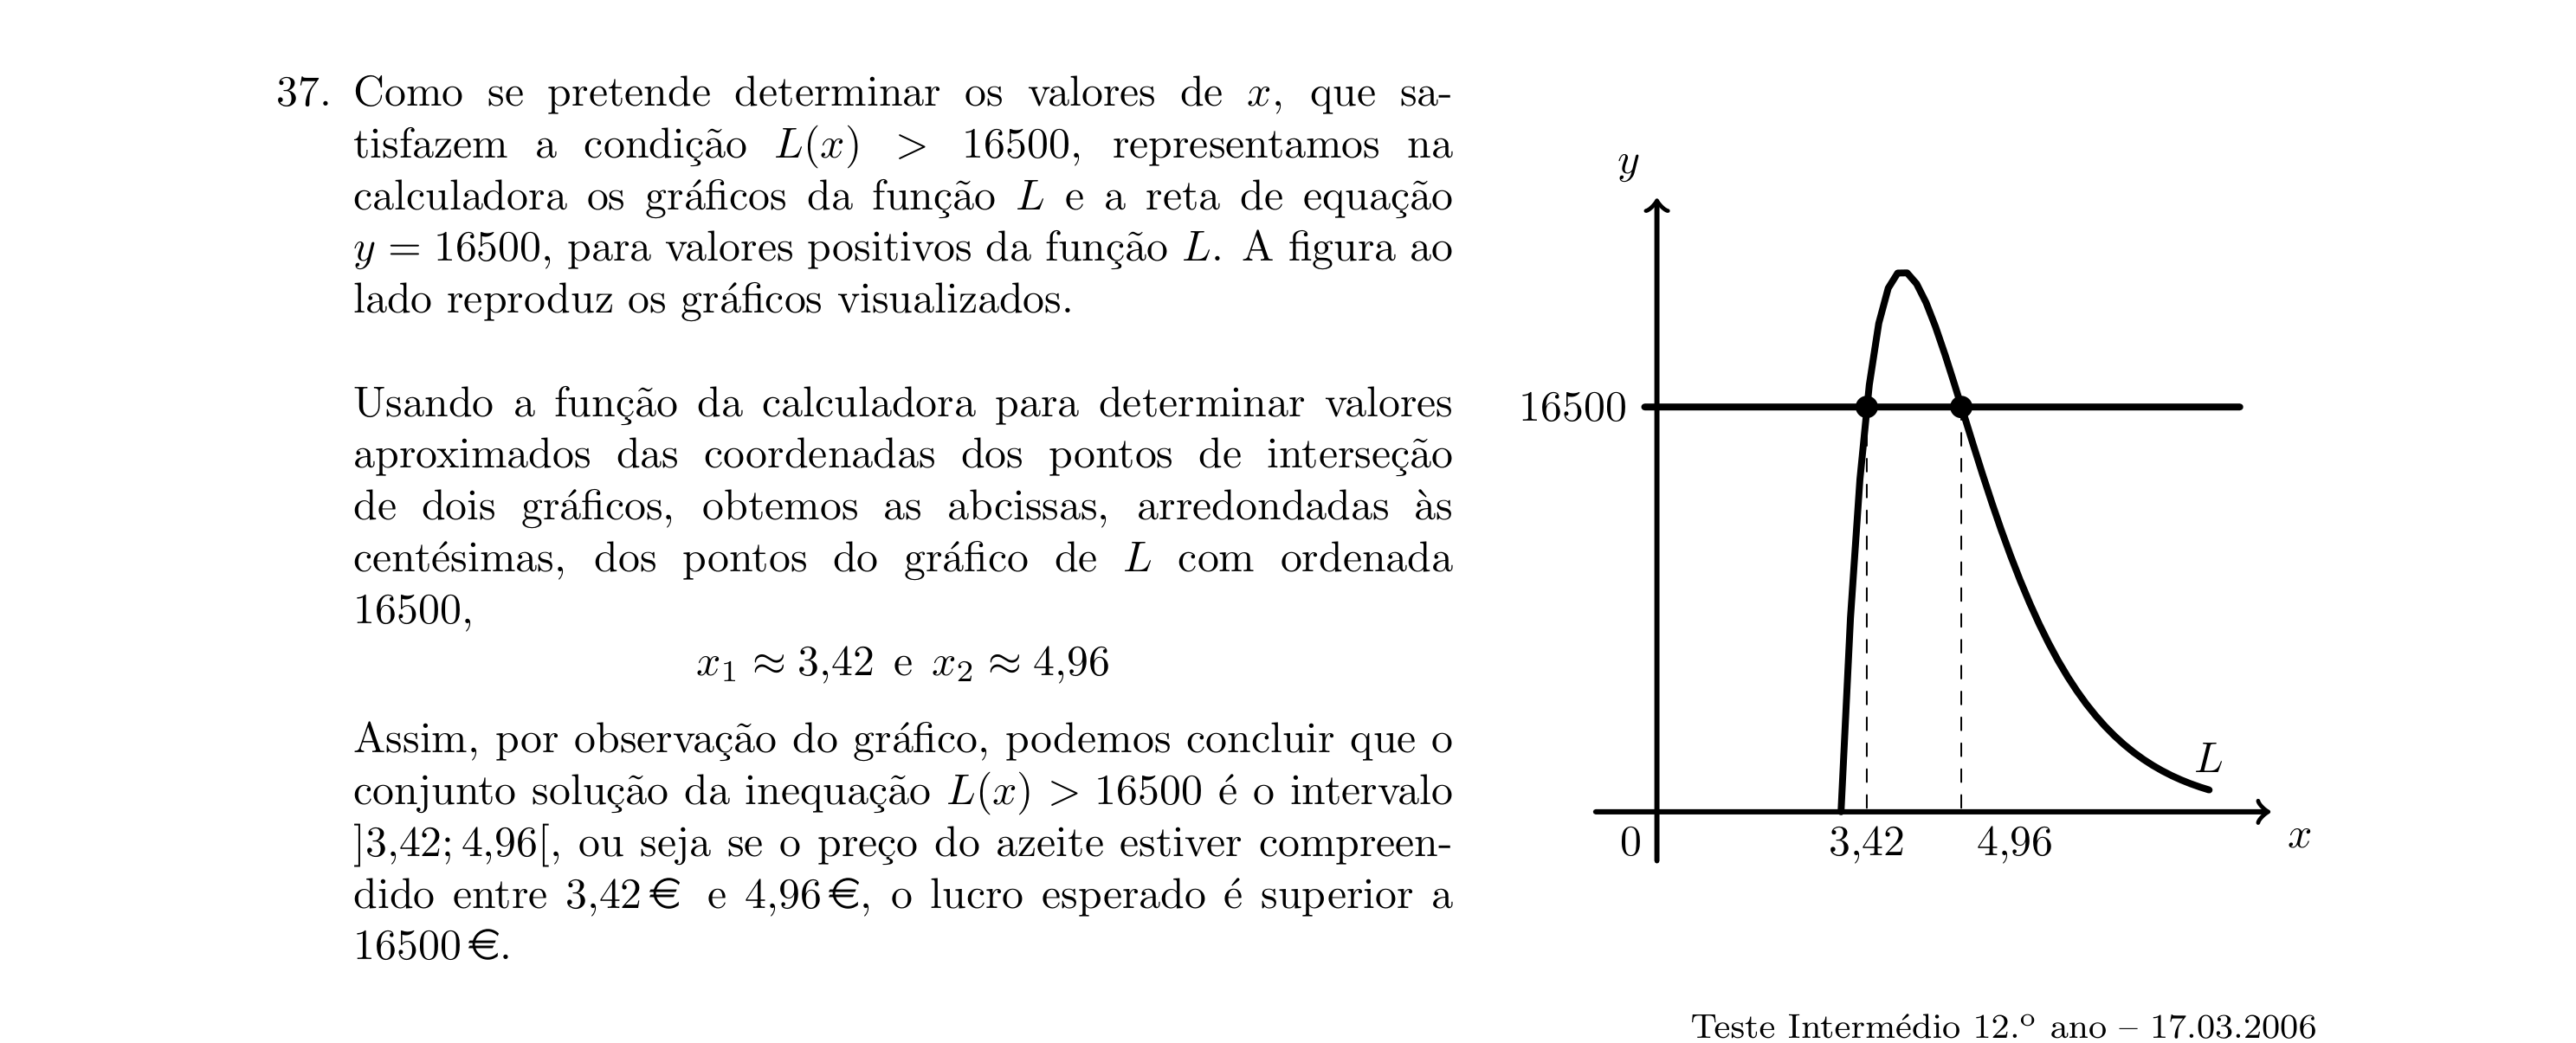 37. Como se pretende determinar os valores de x, que sa-
tisfazem a condição L(x) > 16500, representamos na
calculadora os gráficos da função L e a reta de equação
y = 16500, para valores positivos da função L. A figura ao
lado reproduz os gráficos visualizados.
Usando a função da calculadora para determinar valores
aproximados das coordenadas dos pontos de interseção
de dois gráficos, obtemos as abcissas, arredondadas às
centésimas, dos pontos do gráfico de L com ordenada
16500,
x₁ ≈ 3,42 e x₂ ≈ 4,96
Assim, por observação do gráfico, podemos concluir que o
conjunto solução da inequação L(x) > 16500 é o intervalo
]3,42; 4,96[, ou seja se o preço do azeite estiver compreen-
dido entre 3,42 € e 4,96 €, o lucro esperado é superior a
16500 €.
y
16500
L
0
3,42
4,96
x
Teste Intermédio 12.º ano – 17.03.2006